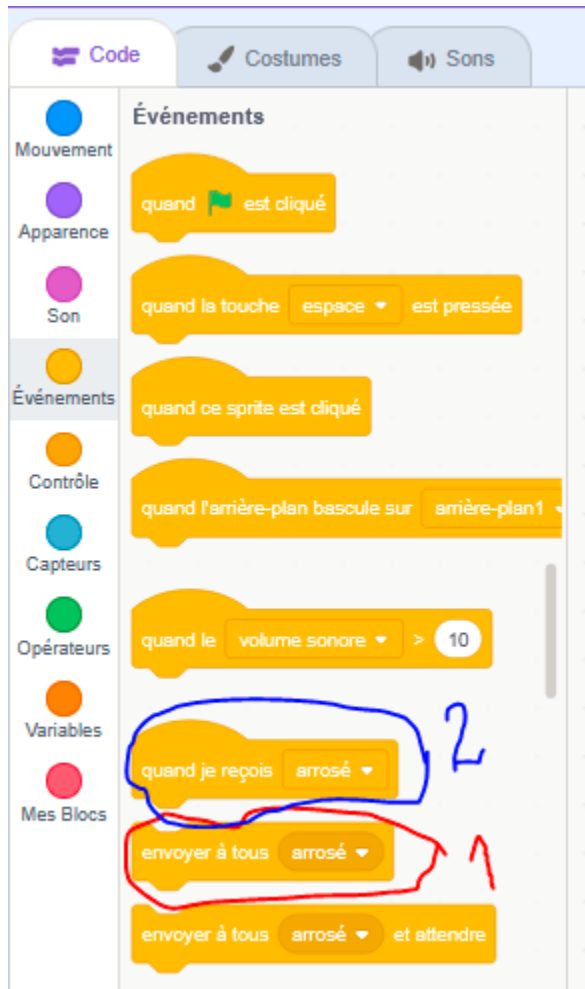 Code Costumes Sons
Événements
Mouvement
quand est cliqué
Apparence
quand la touche espace est pressée
Son
Événements
quand ce sprite est cliqué
Contrôle
quand l'arrière-plan bascule sur arrière-plan1
Capteurs
Opérateurs
quand le volume sonore > 10
Variables
2
quand je reçois arrosé
Mes Blocs
envoyer à tous arrosé 1
envoyer à tous arrosé et attendre